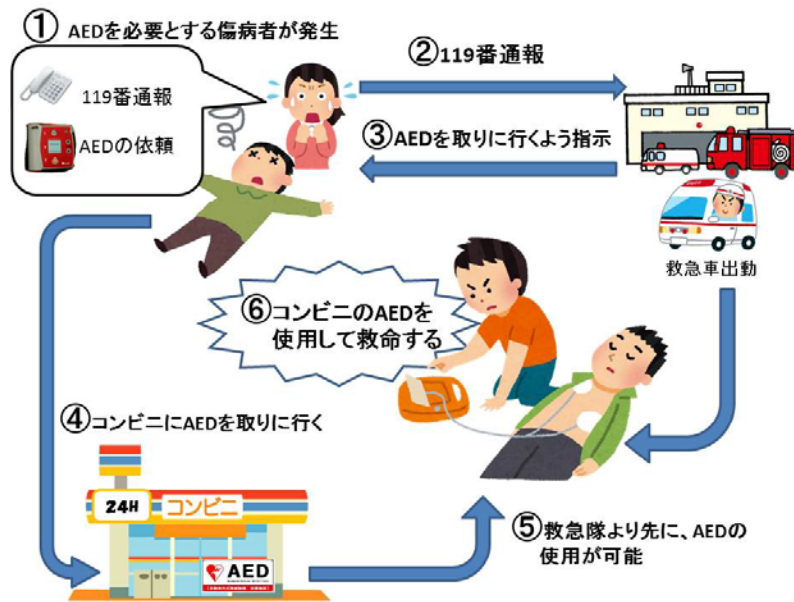 ① AEDを必要とする傷病者が発生
119番通報
AEDの依頼
②119番通報
③AEDを取りに行くよう指示
救急車出動
⑥コンビニのAEDを
使用して救命する
④コンビニにAEDを取りに行く
24H コンビニ
AED
⑤救急隊より先に、AEDの
使用が可能